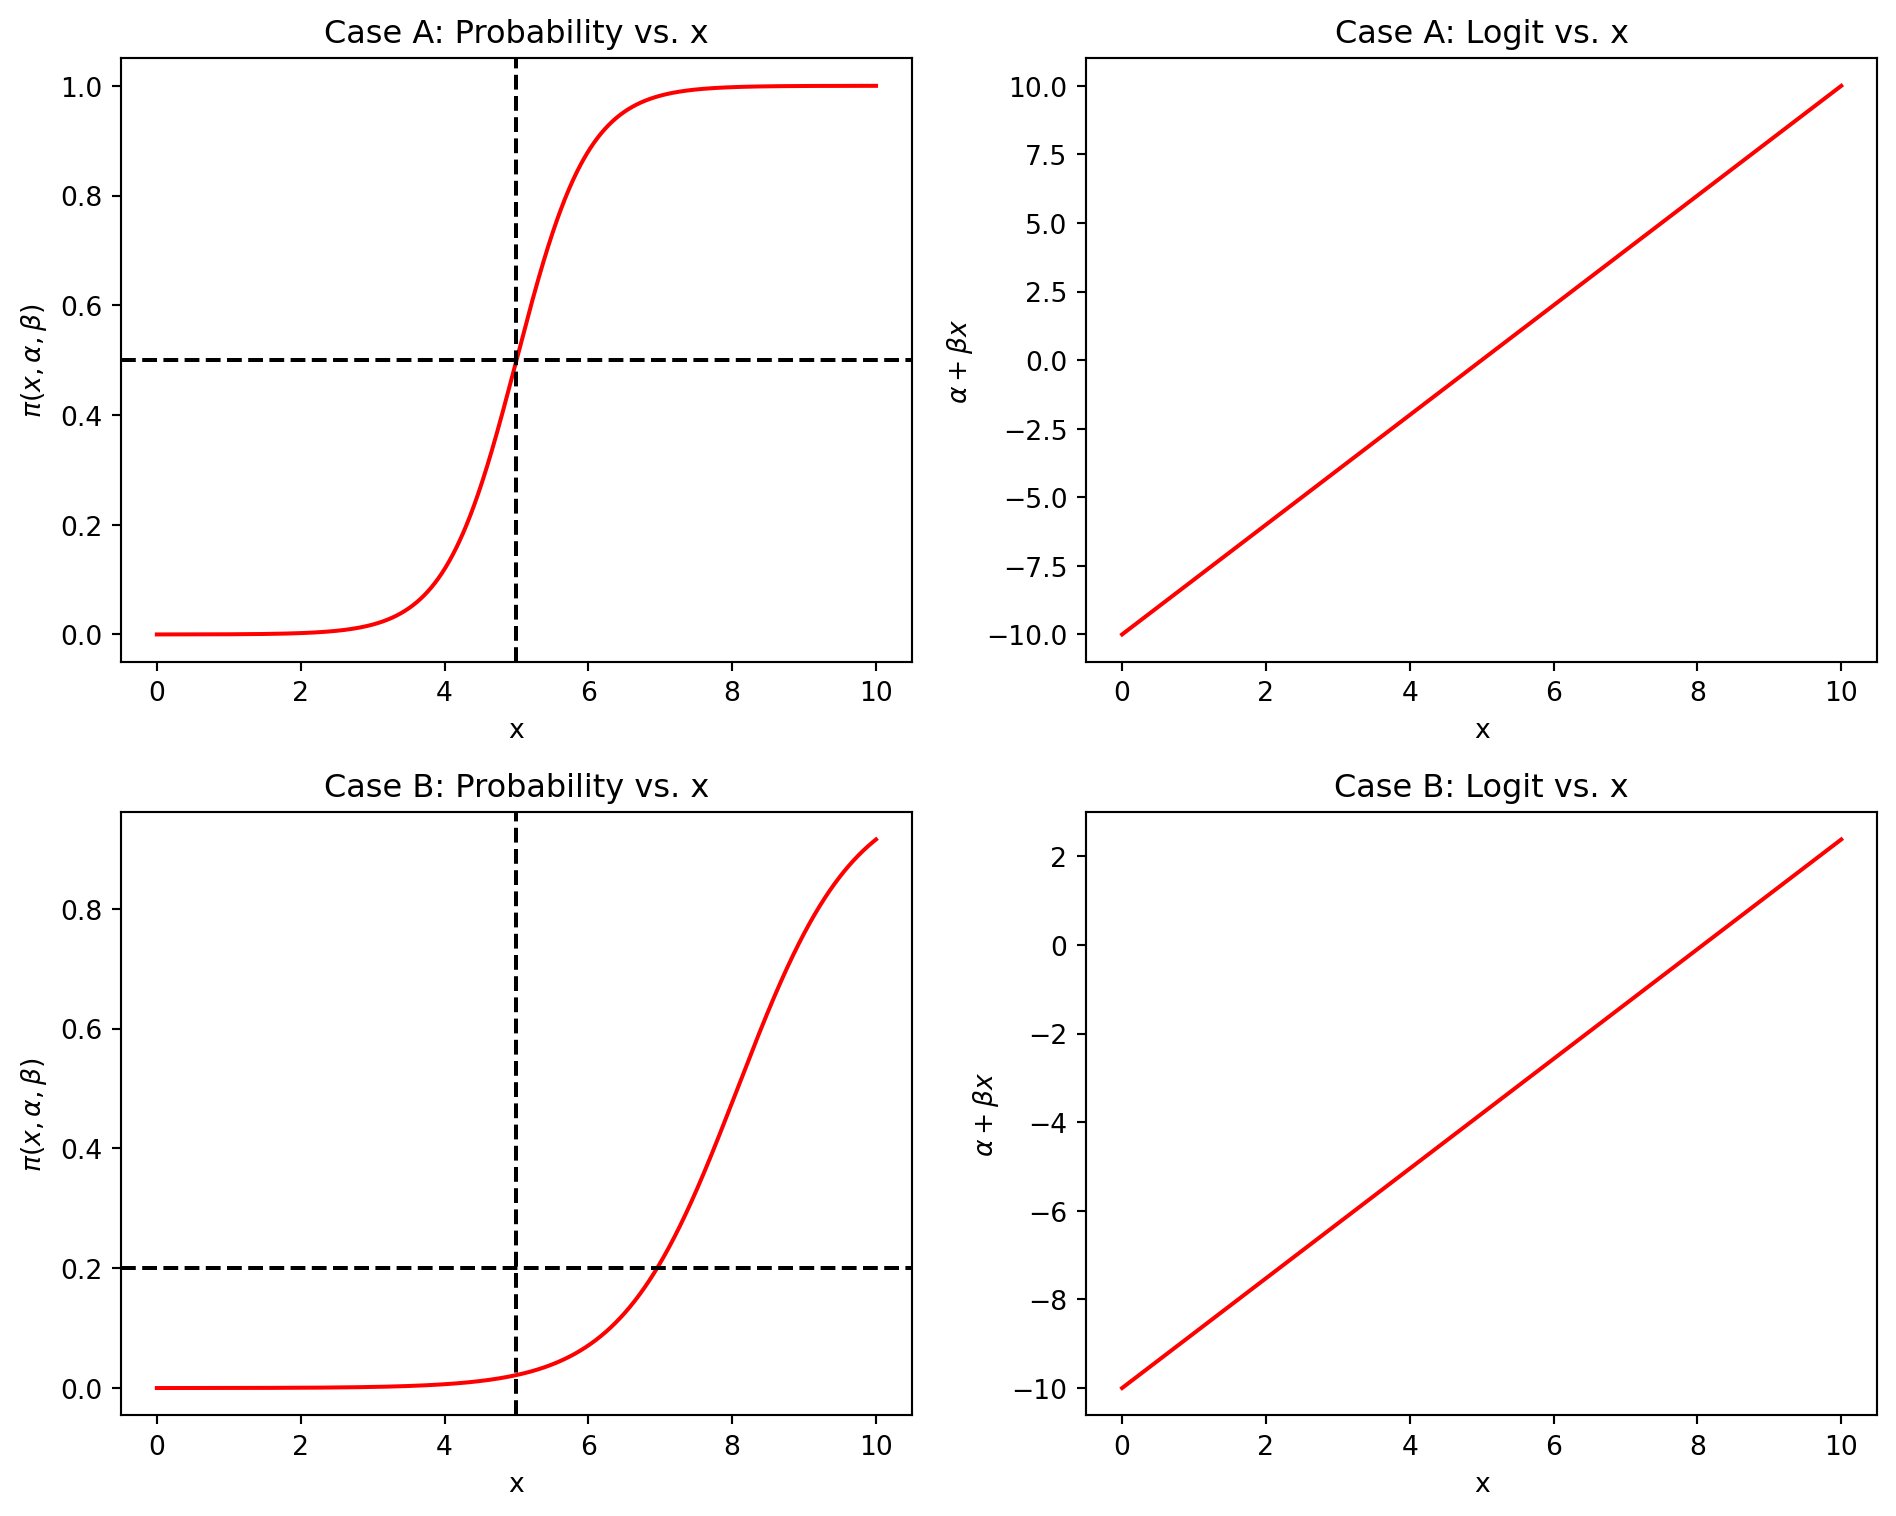 Case A: Probability vs. x
1.0
0.8
0.6
0.4
0.2
0.0
π(x, α, β)
0 2 4 6 8 10
x
Case A: Logit vs. x
10.0
7.5
5.0
2.5
0.0
−2.5
−5.0
−7.5
−10.0
α + βx
0 2 4 6 8 10
x
Case B: Probability vs. x
0.8
0.6
0.4
0.2
0.0
π(x, α, β)
0 2 4 6 8 10
x
Case B: Logit vs. x
2
0
−2
−4
−6
−8
−10
α + βx
0 2 4 6 8 10
x